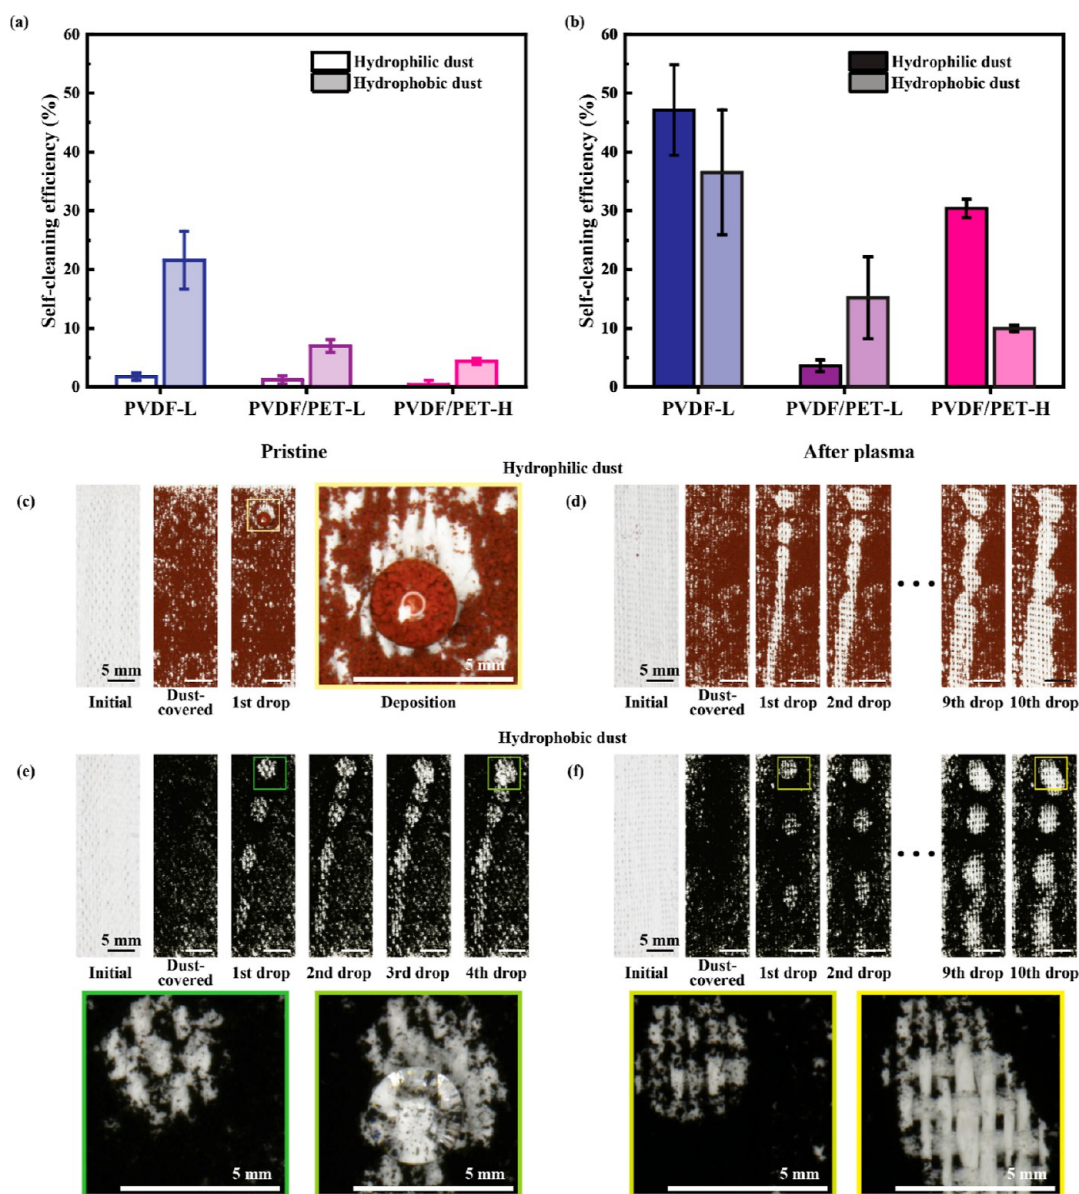 (a)
60
50
40
30
20
10
0
Self-cleaning efficiency (%)
Hydrophilic dust
Hydrophobic dust
PVDF-L PVDF/PET-L PVDF/PET-H
Pristine
(b)
60
50
40
30
20
10
0
Self-cleaning efficiency (%)
Hydrophilic dust
Hydrophobic dust
PVDF-L PVDF/PET-L PVDF/PET-H
After plasma
Hydrophilic dust
(c)
5 mm
5 mm
Initial Dust-covered 1st drop Deposition
(d)
5 mm
• • •
Initial Dust-covered 1st drop 2nd drop 9th drop 10th drop
Hydrophobic dust
(e)
5 mm
Initial Dust-covered 1st drop 2nd drop 3rd drop 4th drop
5 mm
5 mm
(f)
5 mm
• • •
Initial Dust-covered 1st drop 2nd drop 9th drop 10th drop
5 mm
5 mm